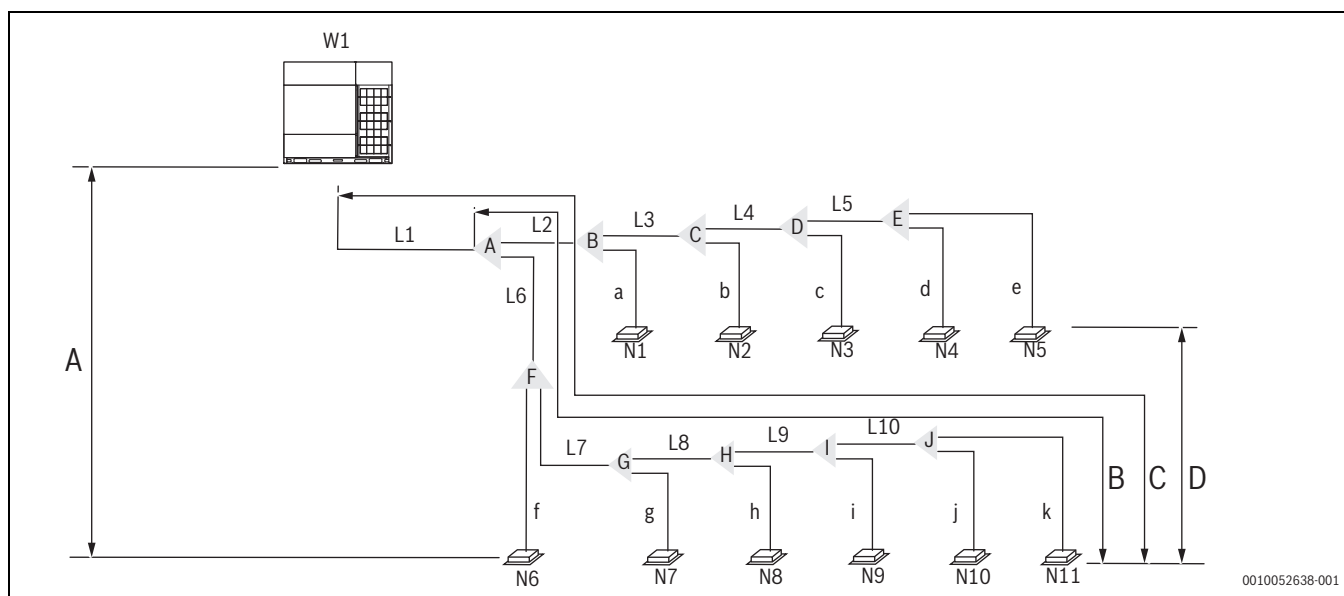 W1
L1
A
L2
B
L3
C
L4
D
L5
E
L6
a
b
c
d
e
N1
N2
N3
N4
N5
A
F
L7
G
L8
H
L9
I
L10
J
B
C
D
f
g
h
i
j
k
N6
N7
N8
N9
N10
N11
0010052638-001